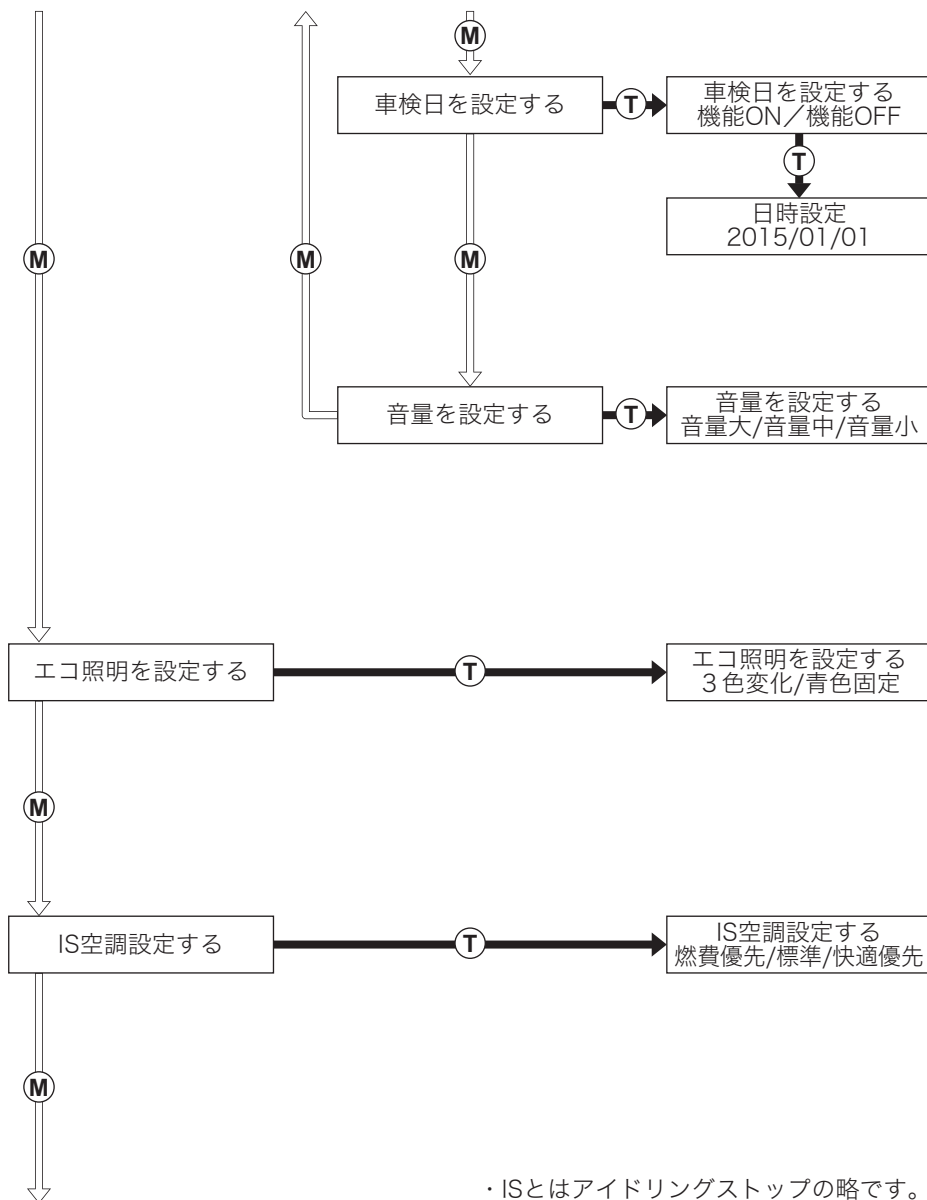 M
車検日を設定する
T
車検日を設定する
機能ON／機能OFF
T
日時設定
2015/01/01
M
M
M
音量を設定する
T
音量を設定する
音量大/音量中/音量小
エコ照明を設定する
T
エコ照明を設定する
３色変化/青色固定
M
IS空調設定する
T
IS空調設定する
燃費優先/標準/快適優先
M
・ISとはアイドリングストップの略です。